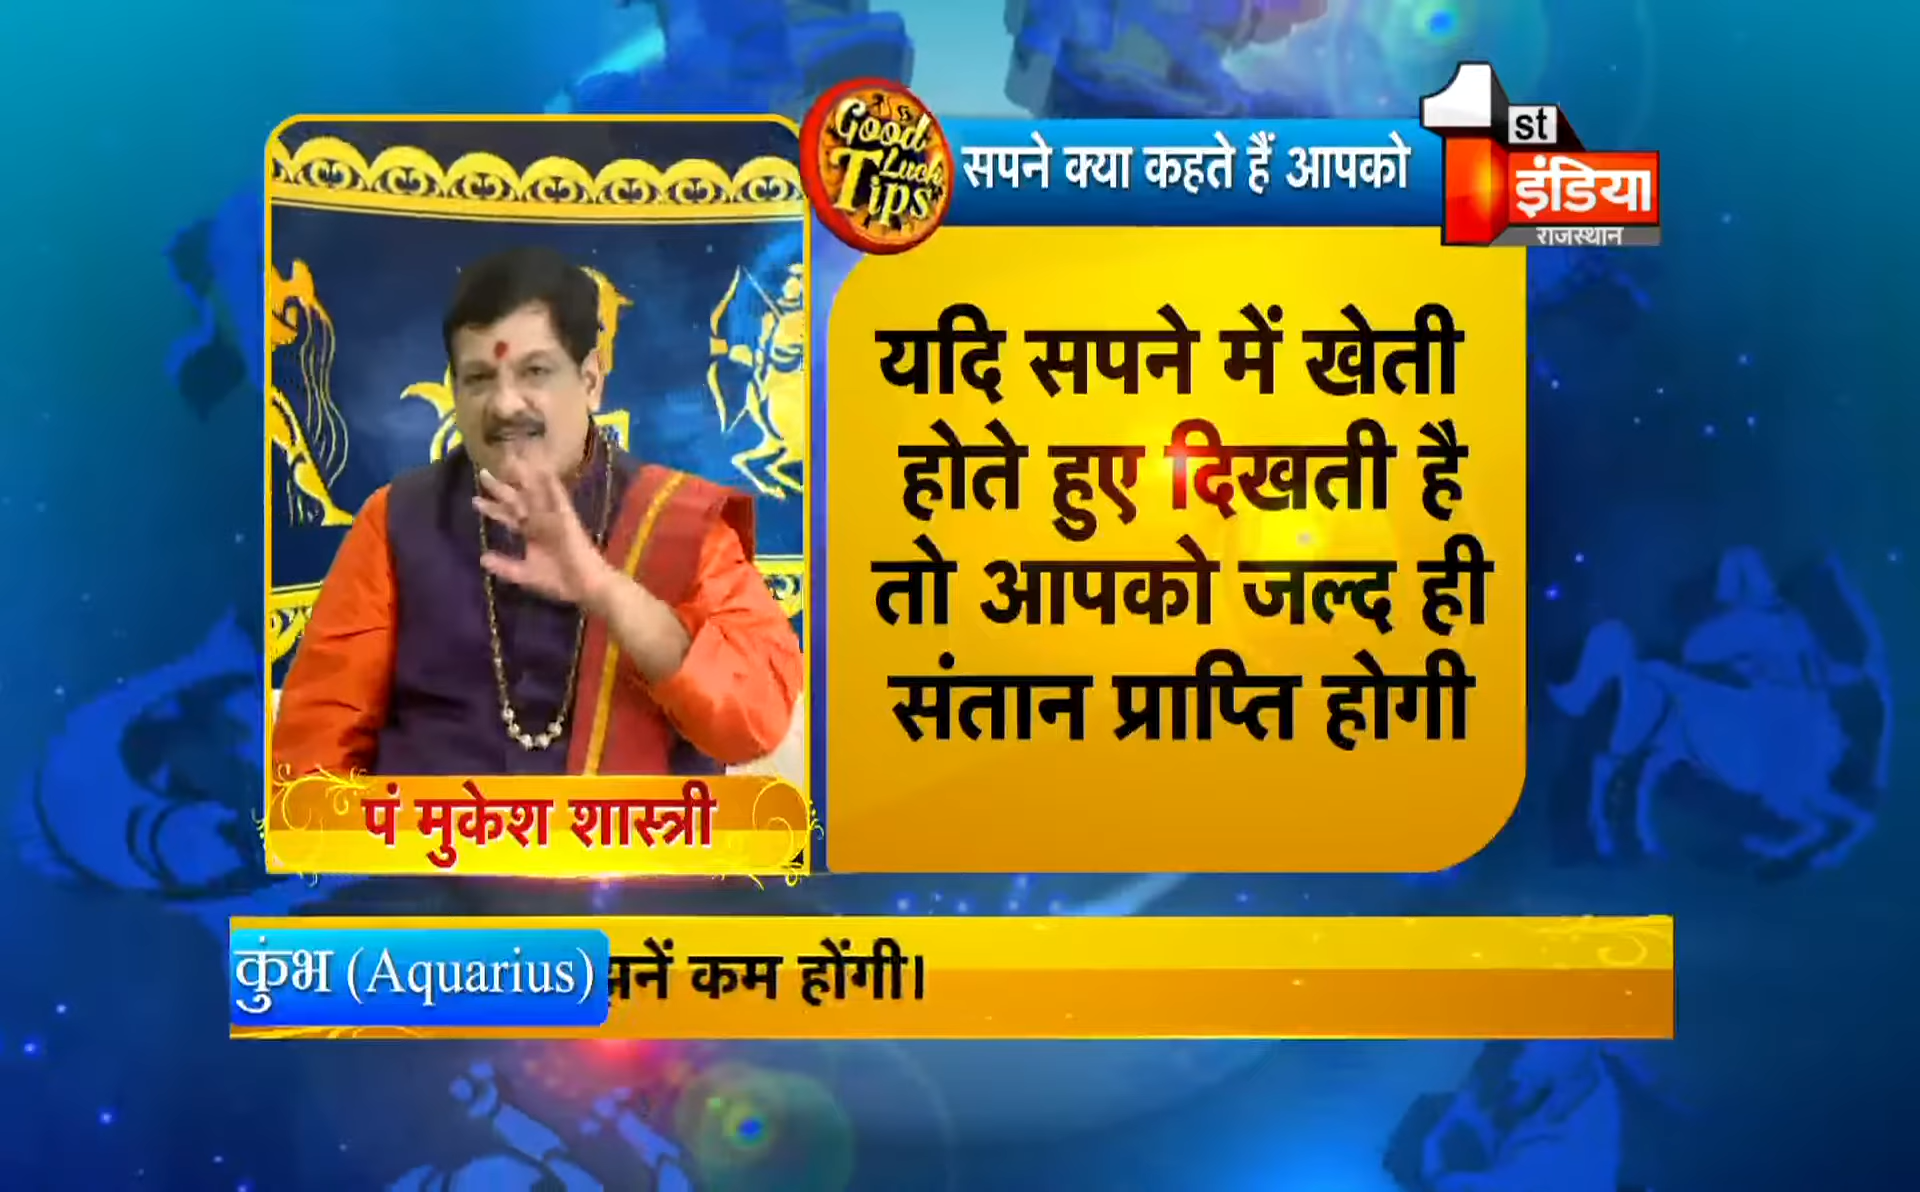 Good
Luck
Tips
सपने क्या कहते हैं आपको
1st
इंडिया
राजस्थान
यदि सपने में खेती
होते हुए दिखती है
तो आपको जल्द ही
संतान प्राप्ति होगी
पं मुकेश शास्त्री
कुंभ (Aquarius) कम होंगी।